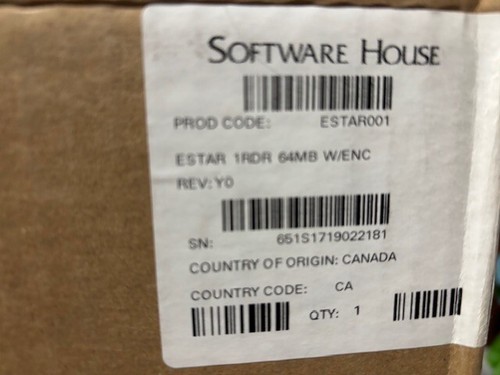 SOFTWARE HOUSE
PROD CODE: ESTAR001
ESTAR 1RDR 64MB W/ENC
REV: Y0
SN: 651S1719022181
COUNTRY OF ORIGIN: CANADA
COUNTRY CODE: CA
QTY: 1